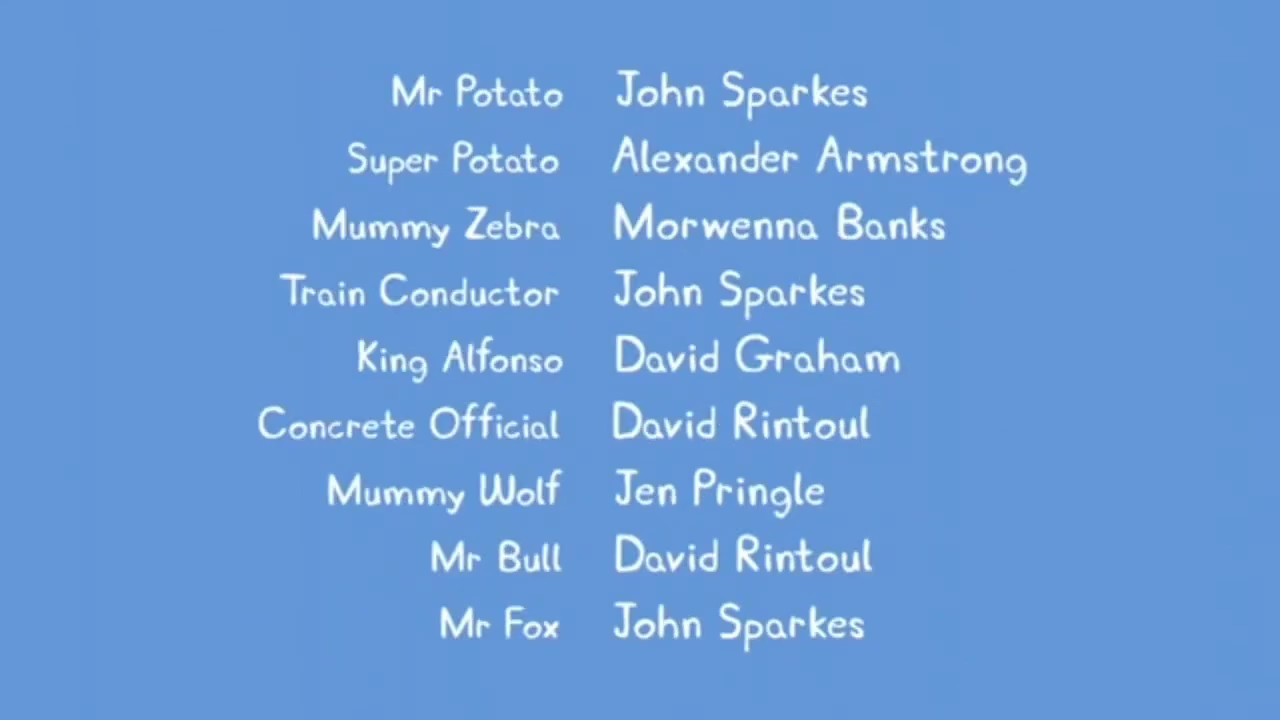 Mr Potato John Sparkes
Super Potato Alexander Armstrong
Mummy Zebra Morwenna Banks
Train Conductor John Sparkes
King Alfonso David Graham
Concrete Official David Rintoul
Mummy Wolf Jen Pringle
Mr Bull David Rintoul
Mr Fox John Sparkes